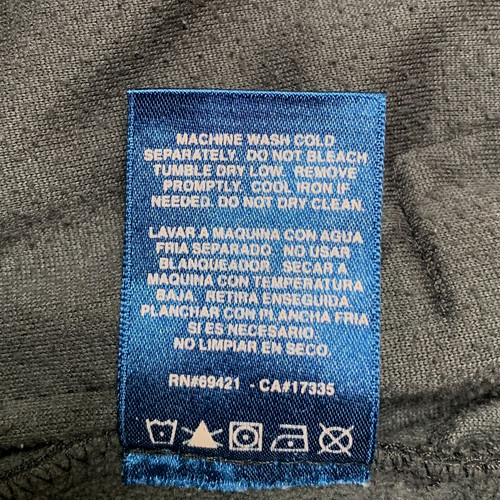 MACHINE WASH COLD
SEPARATELY. DO NOT BLEACH
TUMBLE DRY LOW. REMOVE
PROMPTLY. COOL IRON IF
NEEDED. DO NOT DRY CLEAN.
LAVAR A MAQUINA CON AGUA
FRIA SEPARADO. NO USAR
BLANQUEADOR. SECAR A
MAQUINA CON TEMPERATURA
BAJA. RETIRA ENSEGUIDA
PLANCHAR CON PLANCHA FRIA
SI ES NECESARIO.
NO LIMPIAR EN SECO.
RN#69421 - CA#17335